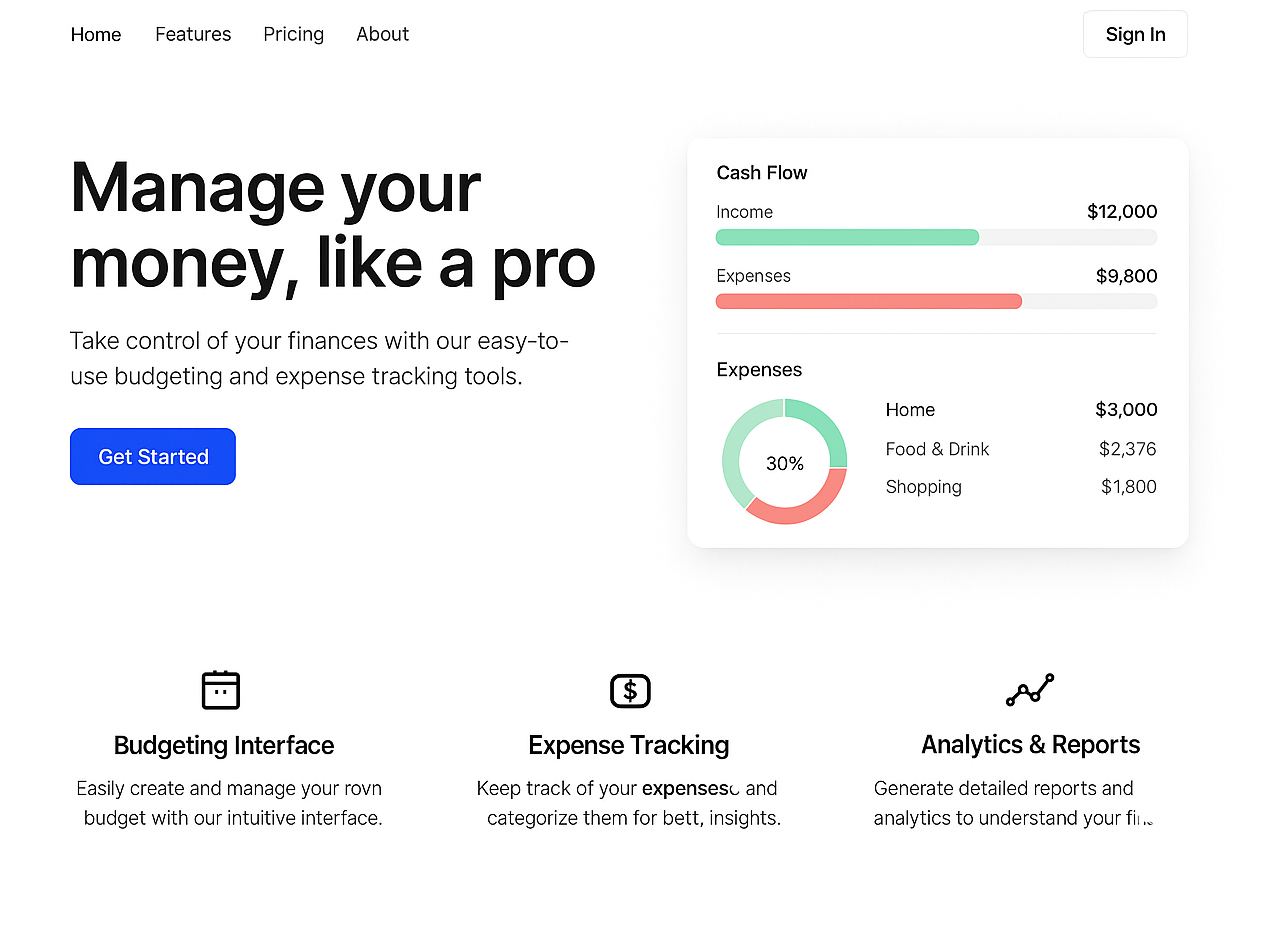 Home Features Pricing About Sign In
Manage your
money, like a pro
Take control of your finances with our easy-to-
use budgeting and expense tracking tools.
Get Started
Cash Flow
Income $12,000
Expenses $9,800
Expenses
30%
Home $3,000
Food & Drink $2,376
Shopping $1,800
Budgeting Interface
Easily create and manage your rovn
budget with our intuitive interface.
Expense Tracking
Keep track of your expenses and
categorize them for bett, insights.
Analytics & Reports
Generate detailed reports and
analytics to understand your